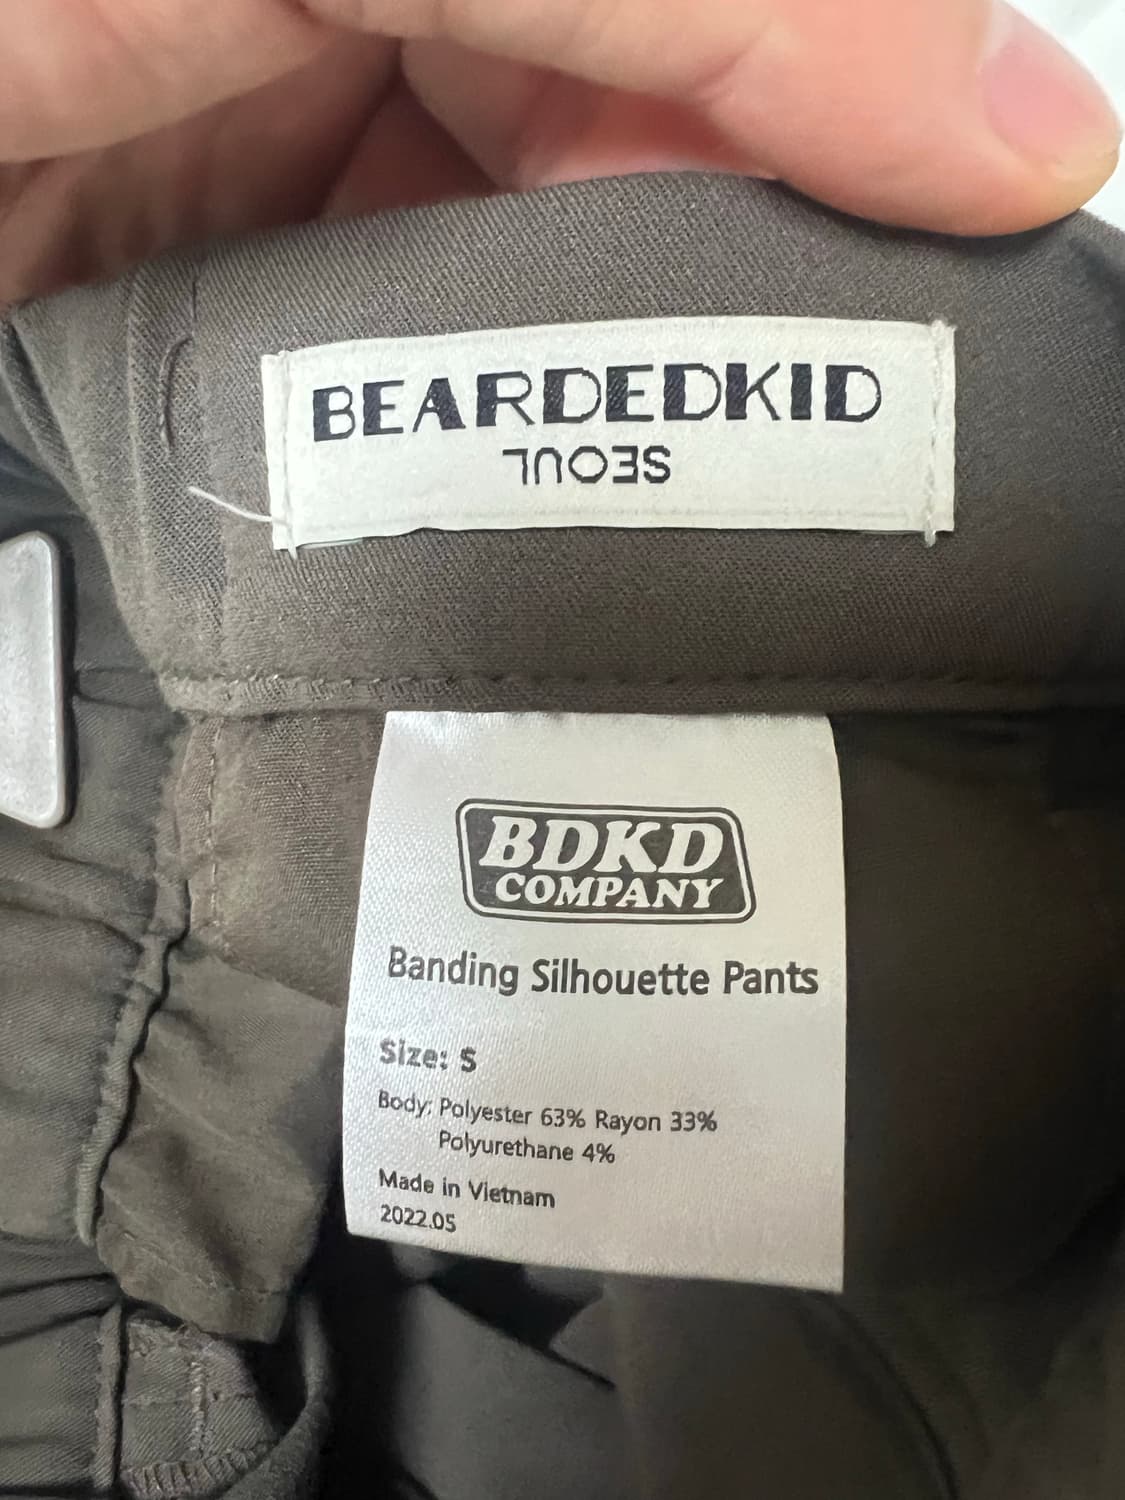 BEARDEDKID
SEOUL
BDKD
COMPANY
Banding Silhouette Pants
Size: S
Body: Polyester 63% Rayon 33%
Polyurethane 4%
Made in Vietnam
2022.05